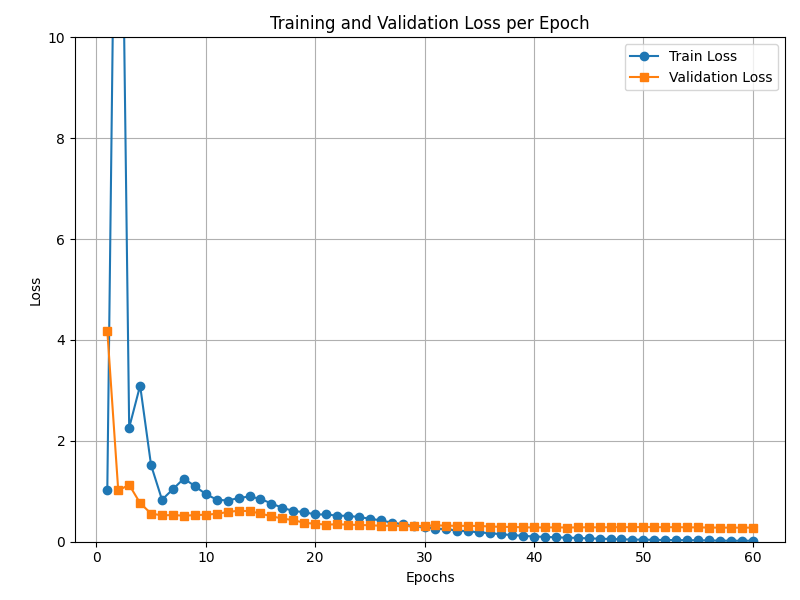 Training and Validation Loss per Epoch
Train Loss
Validation Loss
Loss
10
8
6
4
2
0
0 10 20 30 40 50 60
Epochs